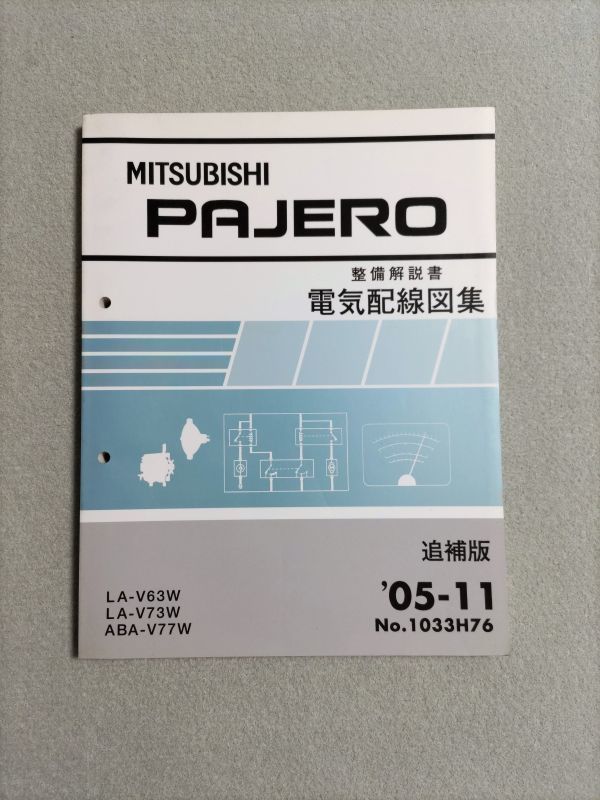 MITSUBISHI
PAJERO
整備解説書
電気配線図集
追補版
LA-V63W
LA-V73W
ABA-V77W
'05-11
No.1033H76